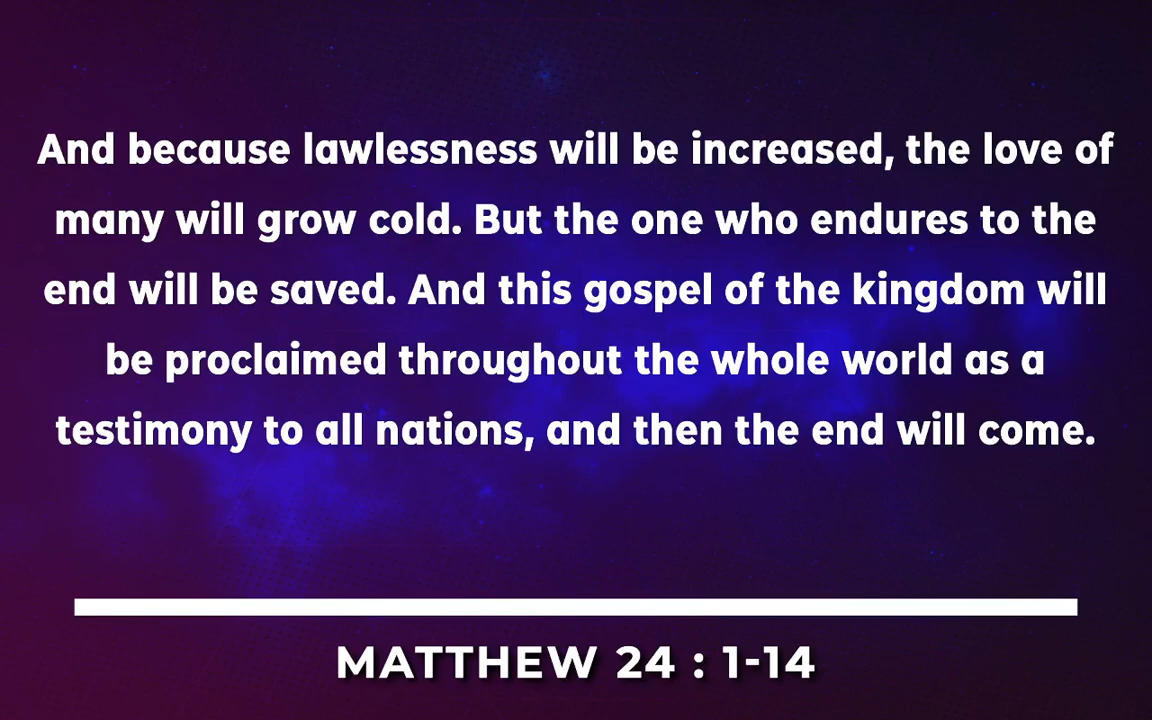 And because lawlessness will be increased, the love of
many will grow cold. But the one who endures to the
end will be saved. And this gospel of the kingdom will
be proclaimed throughout the whole world as a
testimony to all nations, and then the end will come.
MATTHEW 24 : 1-14